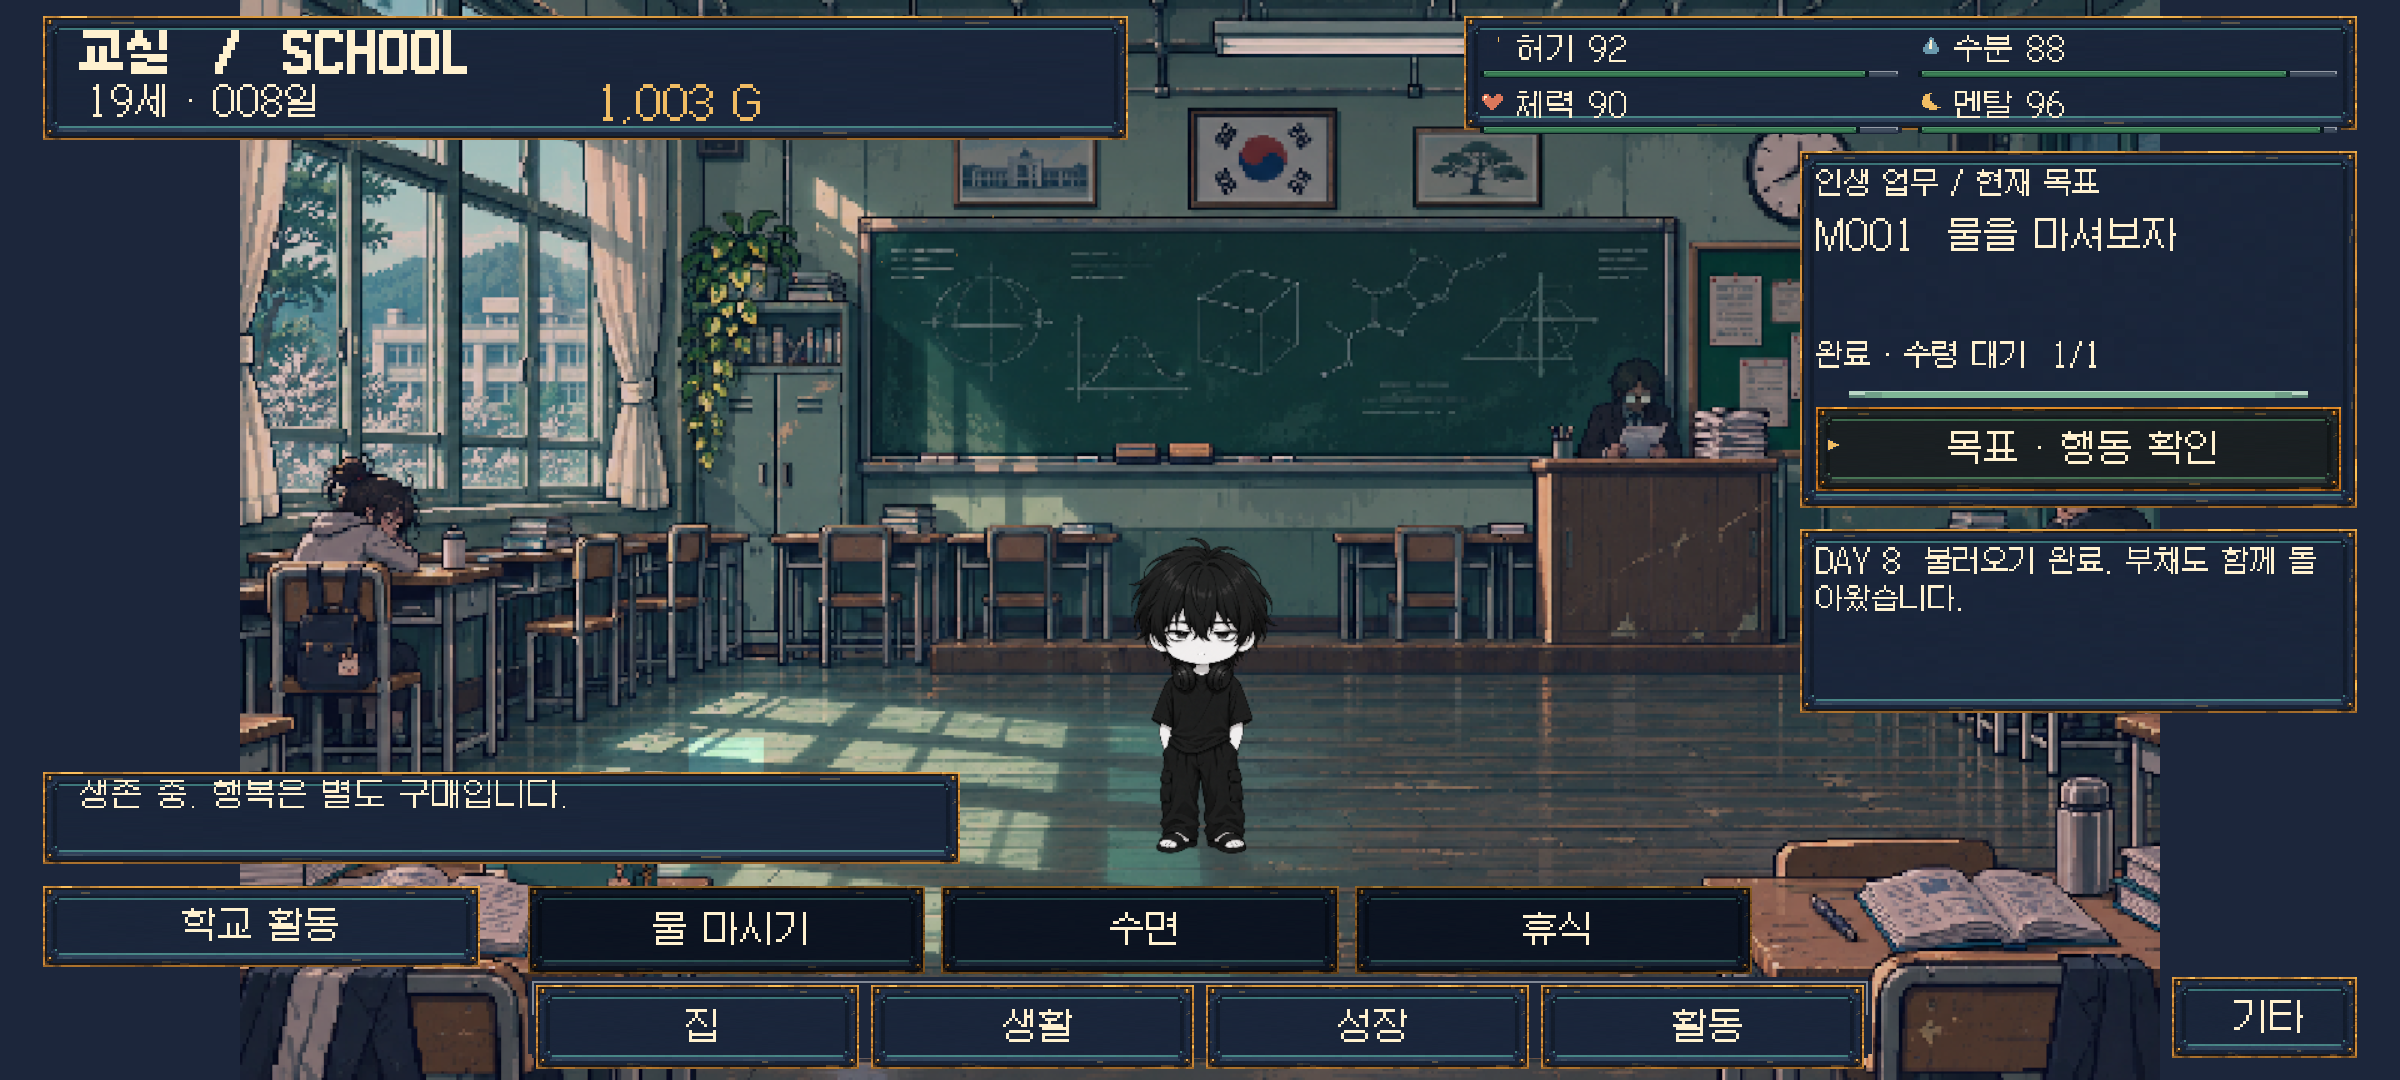 교실 / SCHOOL
19세 · 008일
1,003 G
허기 92
수분 88
체력 90
멘탈 96
인생 업무 / 현재 목표
M001 물을 마셔보자
완료 · 수령 대기 1/1
목표 · 행동 확인
DAY 8 불러오기 완료. 부채도 함께 돌
아왔습니다.
생존 중. 행복은 별도 구매입니다.
학교 활동
물 마시기
수면
휴식
집
생활
성장
활동
기타